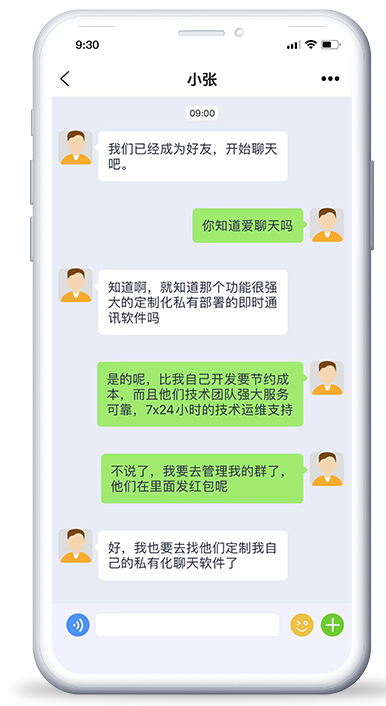 9:30
小张
09:00
我们已经成为好友，开始聊天
吧。
你知道爱聊天吗
知道啊，就知道那个功能很强
大的定制化私有部署的即时通
讯软件吗
是的呢，比我自己开发要节约成
本，而且他们技术团队强大服务
可靠，7x24小时的技术运维支持
不说了，我要去管理我的群了，
他们在里面发红包呢
好，我也要去找他们定制我自
己的私有化聊天软件了